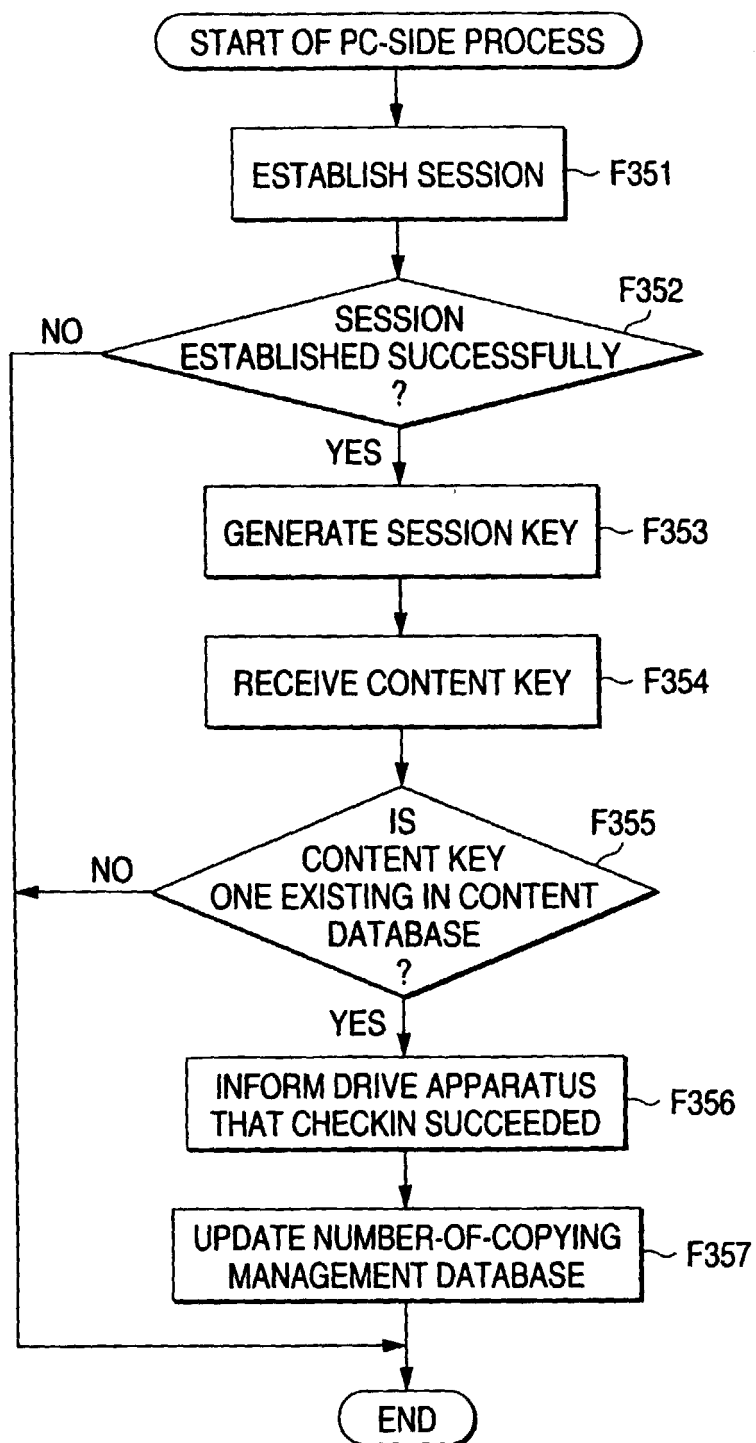 START OF PC-SIDE PROCESS
ESTABLISH SESSION
F351
F352
NO
SESSION
ESTABLISHED SUCCESSFULLY
?
YES
GENERATE SESSION KEY
F353
RECEIVE CONTENT KEY
F354
F355
NO
IS
CONTENT KEY
ONE EXISTING IN CONTENT
DATABASE
?
YES
INFORM DRIVE APPARATUS
THAT CHECKIN SUCCEEDED
F356
UPDATE NUMBER-OF-COPYING
MANAGEMENT DATABASE
F357
END